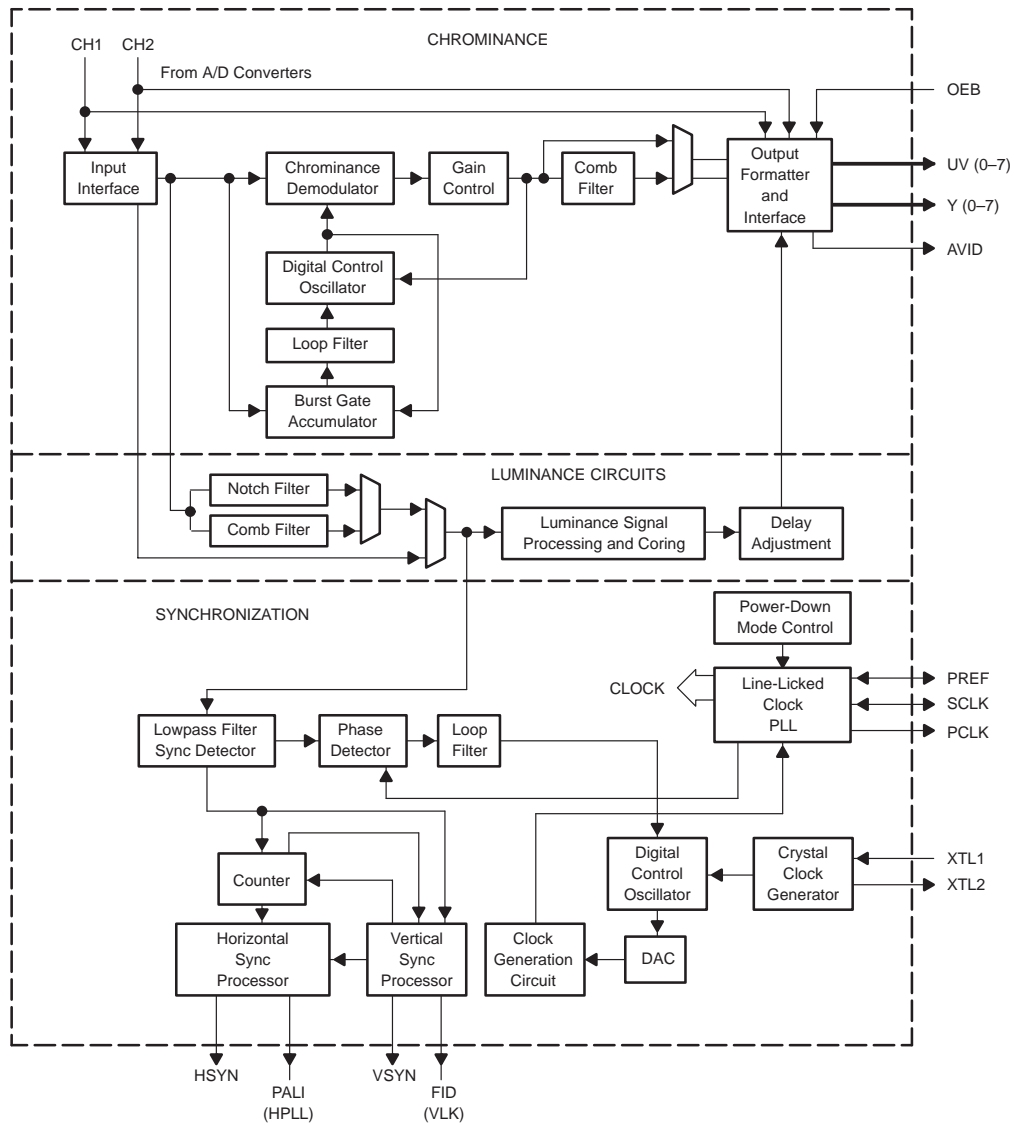 CHROMINANCE
CH1
CH2
From A/D Converters
OEB
Input
Interface
Chrominance
Demodulator
Gain
Control
Comb
Filter
Output
Formatter
and
Interface
UV (0–7)
Y (0–7)
AVID
Digital Control
Oscillator
Loop Filter
Burst Gate
Accumulator
LUMINANCE CIRCUITS
Notch Filter
Comb Filter
Luminance Signal
Processing and Coring
Delay
Adjustment
SYNCHRONIZATION
Power-Down
Mode Control
CLOCK
Line-Licked
Clock
PLL
PREF
SCLK
PCLK
Lowpass Filter
Sync Detector
Phase
Detector
Loop
Filter
Counter
Digital
Control
Oscillator
Crystal
Clock
Generator
XTL1
XTL2
Horizontal
Sync
Processor
Vertical
Sync
Processor
Clock
Generation
Circuit
DAC
HSYN
PALI
(HPLL)
VSYN
FID
(VLK)